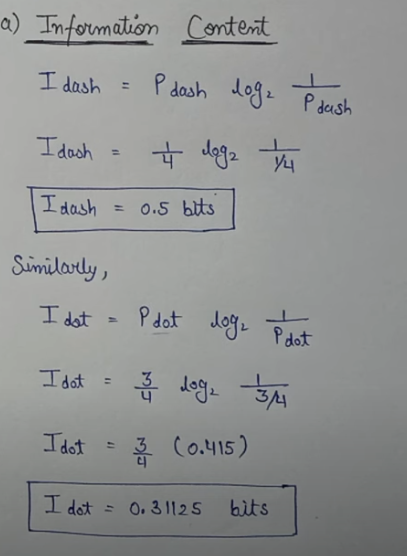 a) Information Content
I dash = P dash log₂ 1/P dash
I dash = 1/4 log₂ 1/1/4
I dash = 0.5 bits
Similarly,
I dot = P dot log₂ 1/P dot
I dot = 3/4 log₂ 1/3/4
I dot = 3/4 (0.415)
I dot = 0.31125 bits